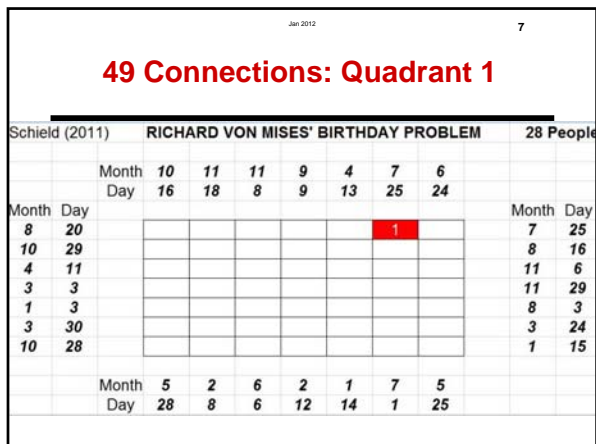 Jan 2012 7
49 Connections: Quadrant 1
Schield (2011) RICHARD VON MISES' BIRTHDAY PROBLEM 28 People
Month 10 11 11 9 4 7 6
Day 16 18 8 9 13 25 24
Month Day Month Day
8 20 1 7 25
10 29 8 16
4 11 11 6
3 3 11 29
1 3 8 3
3 30 3 24
10 28 1 15
Month 5 2 6 2 1 7 5
Day 28 8 6 12 14 1 25